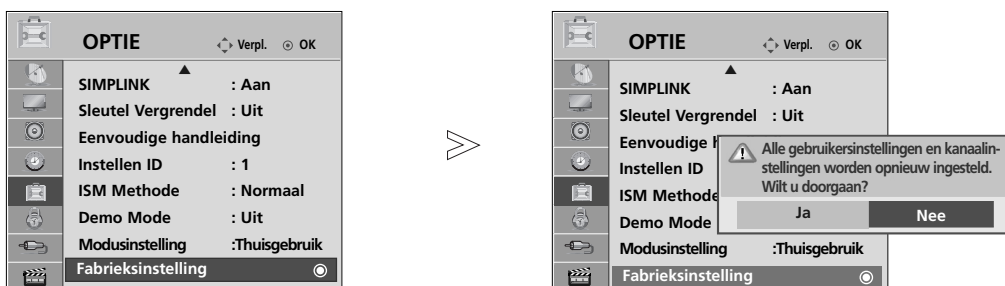 OPTIE Verpl. OK
SIMPLINK : Aan
Sleutel Vergrendel : Uit
Eenvoudige handleiding
Instellen ID : 1
ISM Methode : Normaal
Demo Mode : Uit
Modusinstelling :Thuisgebruik
Fabrieksinstelling
OPTIE Verpl. OK
SIMPLINK : Aan
Sleutel Vergrendel : Uit
Eenvoudige
Instellen ID
ISM Methode
Demo Mode
Modusinstelling :Thuisgebruik
Fabrieksinstelling
Alle gebruikersinstellingen en kanaalin-
stellingen worden opnieuw ingesteld.
Wilt u doorgaan?
Ja Nee